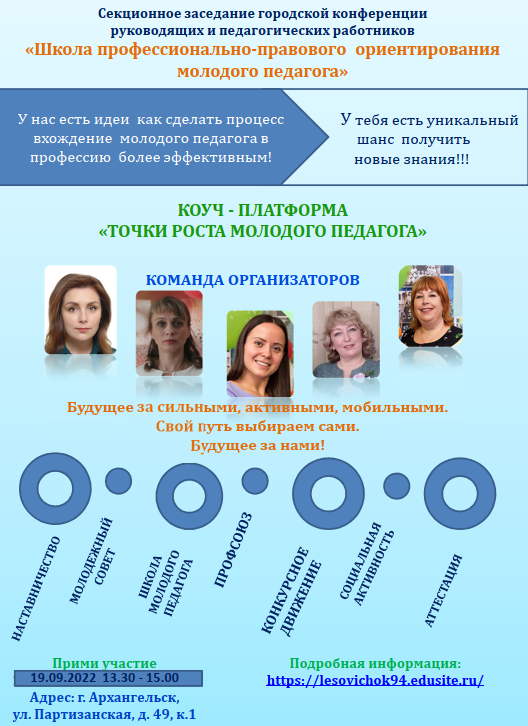 Секционное заседание городской конференции
руководящих и педагогических работников
«Школа профессионально-правового ориентирования
молодого педагога»
У нас есть идеи как сделать процесс
вхождение молодого педагога в
профессию более эффективным!
У тебя есть уникальный
шанс получить
новые знания!!!
КОУЧ - ПЛАТФОРМА
«ТОЧКИ РОСТА МОЛОДОГО ПЕДАГОГА»
КОМАНДА ОРГАНИЗАТОРОВ
Будущее за сильными, активными, мобильными.
Свой путь выбираем сами.
Будущее за нами!
НАСТАВНИЧЕСТВО
МОЛОДЕЖНЫЙ
СОВЕТ
ШКОЛА
МОЛОДОГО
ПЕДАГОГА
ПРОФСОЮЗ
КОНКУРСНОЕ
ДВИЖЕНИЕ
СОЦИАЛЬНАЯ
АКТИВНОСТЬ
АТТЕСТАЦИЯ
Прими участие
19.09.2022 13.30 - 15.00
Адрес: г. Архангельск,
ул. Партизанская, д. 49, к.1
Подробная информация:
https://lesovichok94.edusite.ru/